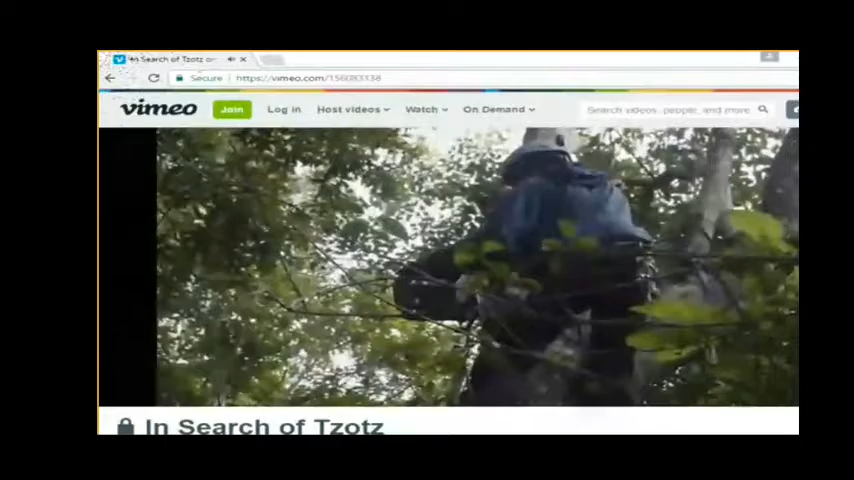 In Search of Tzotz o
Secure https://vimeo.com/156083138
vimeo Join Log in Host videos Watch On Demand Search videos, people, and more
In Search of Tzotz